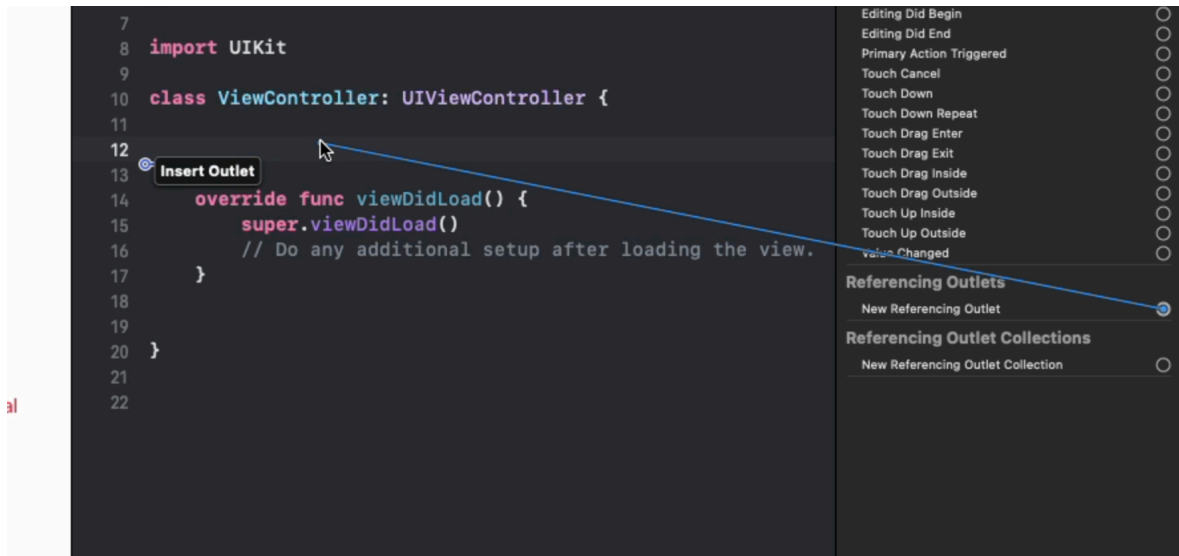 7
8 import UIKit
9
10 class ViewController: UIViewController {
11
12
Insert Outlet
13
14 override func viewDidLoad() {
15 super.viewDidLoad()
16 // Do any additional setup after loading the view.
17 }
18
19
20 }
21
22
al
Editing Did Begin
Editing Did End
Primary Action Triggered
Touch Cancel
Touch Down
Touch Down Repeat
Touch Drag Enter
Touch Drag Exit
Touch Drag Inside
Touch Drag Outside
Touch Up Inside
Touch Up Outside
Value Changed
Referencing Outlets
New Referencing Outlet
Referencing Outlet Collections
New Referencing Outlet Collection